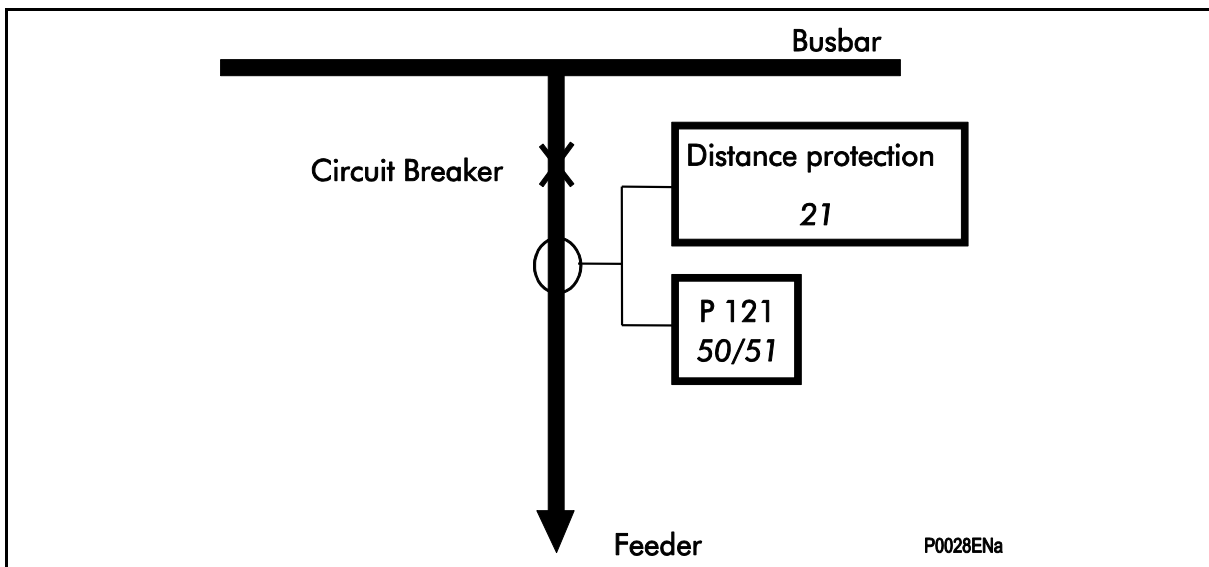 Busbar
Circuit Breaker
Distance protection
21
P 121
50/51
Feeder
P0028ENa